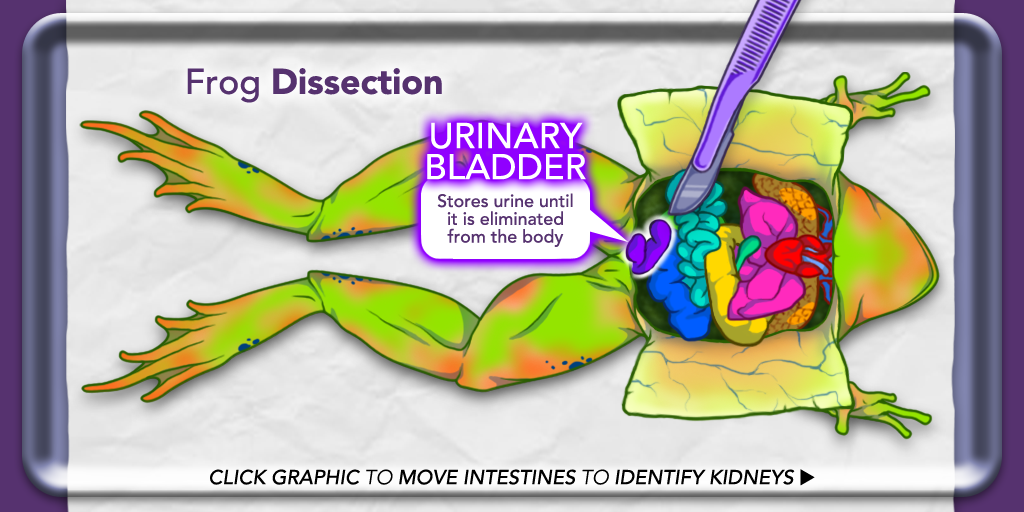 Frog Dissection
URINARY
BLADDER
Stores urine until
it is eliminated
from the body
CLICK GRAPHIC TO MOVE INTESTINES TO IDENTIFY KIDNEYS ▶